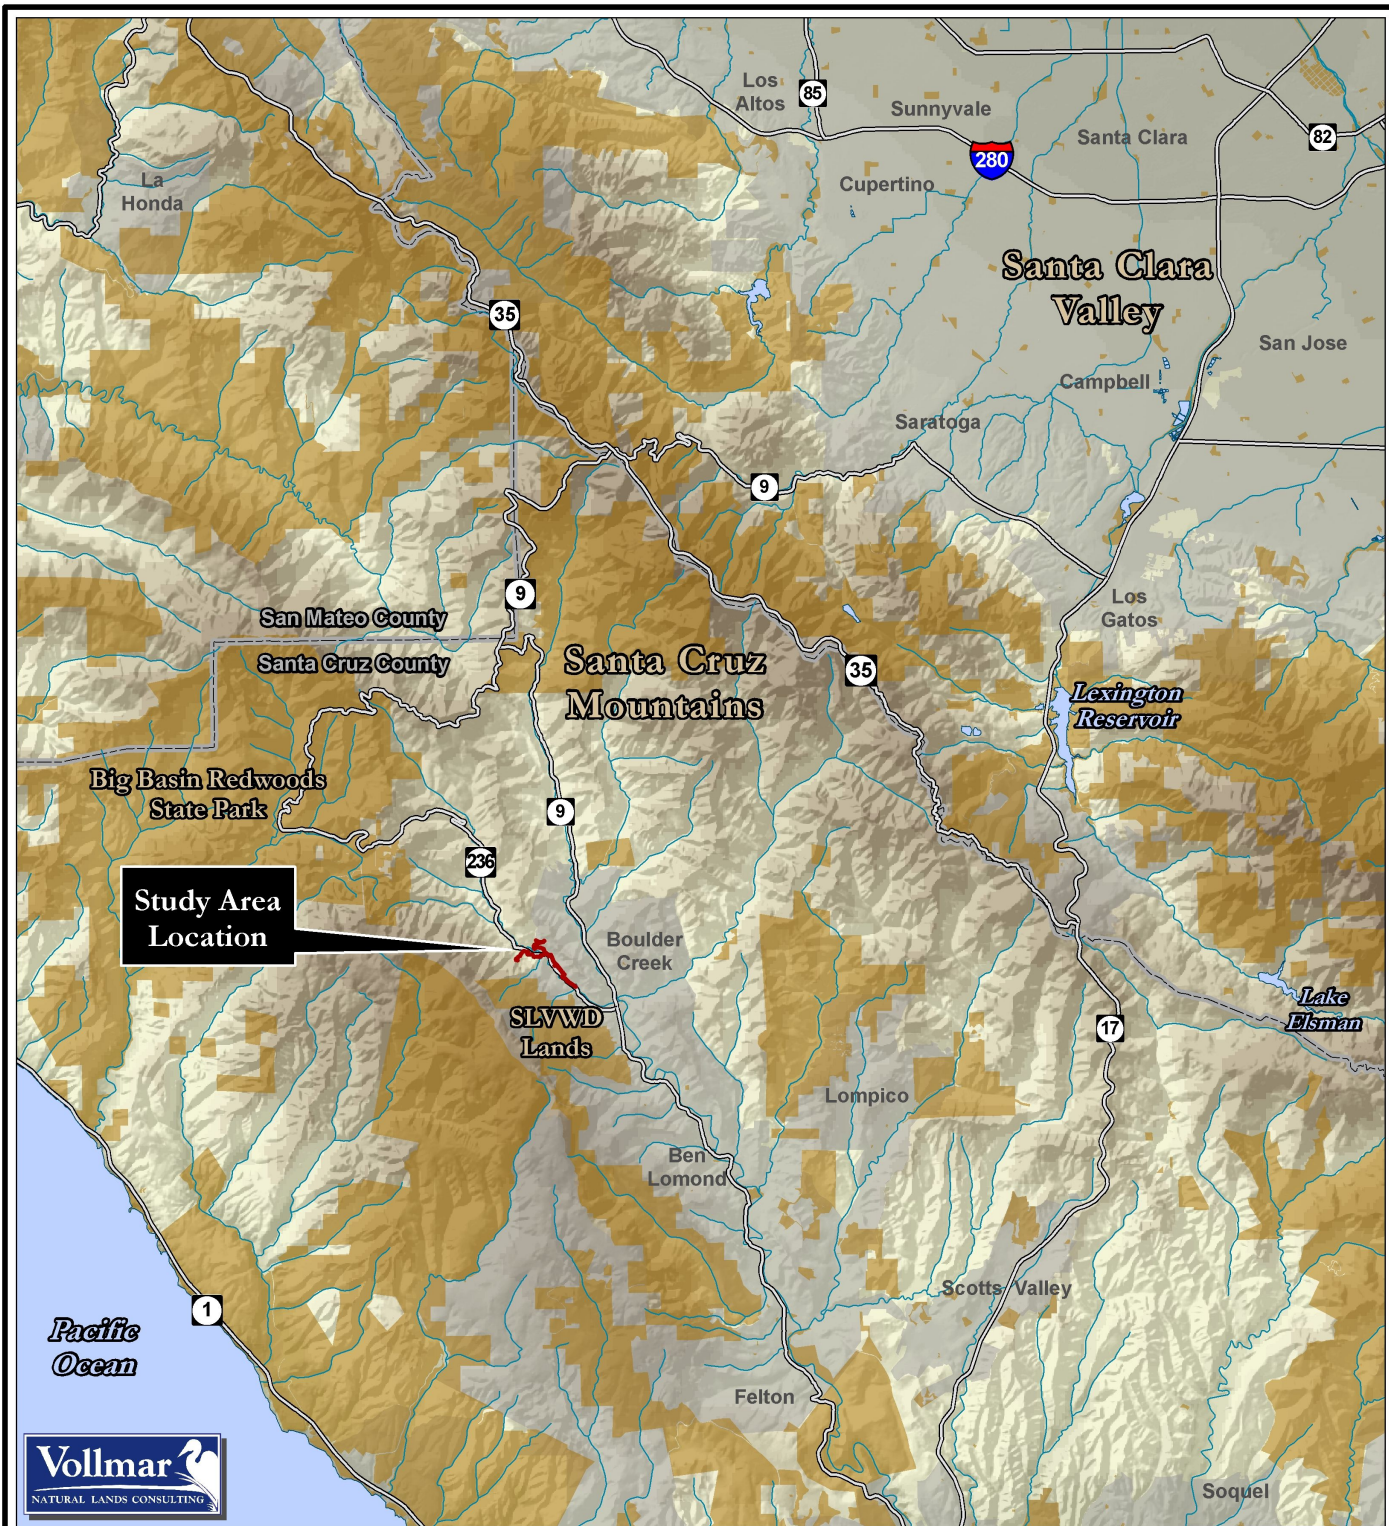 Los
Altos
85
Sunnyvale
Santa Clara
82
280
Cupertino
La
Honda
Santa Clara
Valley
35
San Jose
Campbell
Saratoga
9
9
Los
Gatos
San Mateo County
Santa Cruz County
Santa Cruz
Mountains
35
Lexington
Reservoir
Big Basin Redwoods
State Park
9
236
Study Area
Location
Boulder
Creek
SLVWD
Lands
Lake
Elsman
17
Lompico
Ben
Lomond
Scotts Valley
1
Pacific
Ocean
Felton
Vollmar
NATURAL LANDS CONSULTING
Soquel